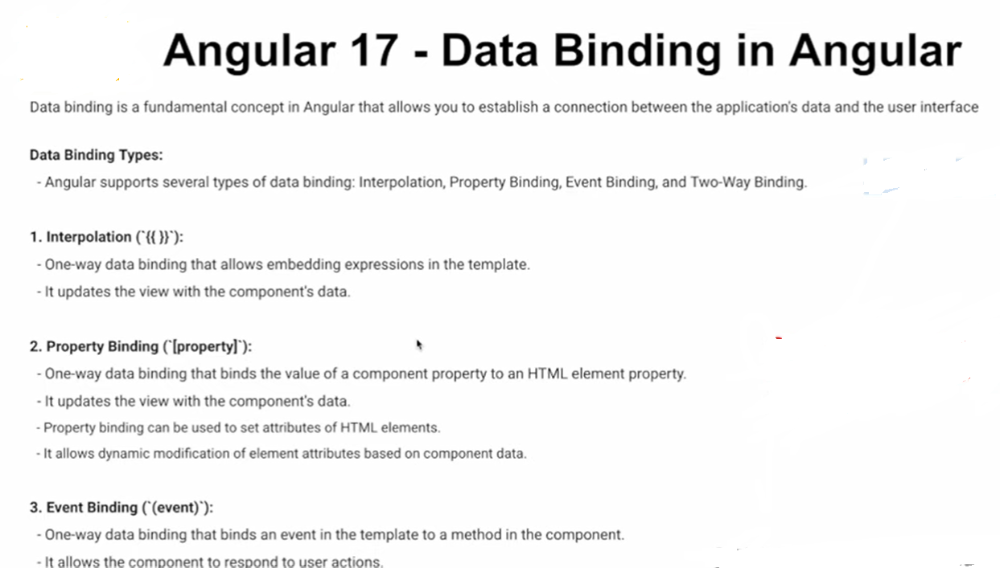 Angular 17 - Data Binding in Angular
Data binding is a fundamental concept in Angular that allows you to establish a connection between the application's data and the user interface
Data Binding Types:
- Angular supports several types of data binding: Interpolation, Property Binding, Event Binding, and Two-Way Binding.
1. Interpolation (`{{ }}`):
- One-way data binding that allows embedding expressions in the template.
- It updates the view with the component's data.
2. Property Binding (`[property]`):
- One-way data binding that binds the value of a component property to an HTML element property.
- It updates the view with the component's data.
- Property binding can be used to set attributes of HTML elements.
- It allows dynamic modification of element attributes based on component data.
3. Event Binding (`(event)`):
- One-way data binding that binds an event in the template to a method in the component.
- It allows the component to respond to user actions.